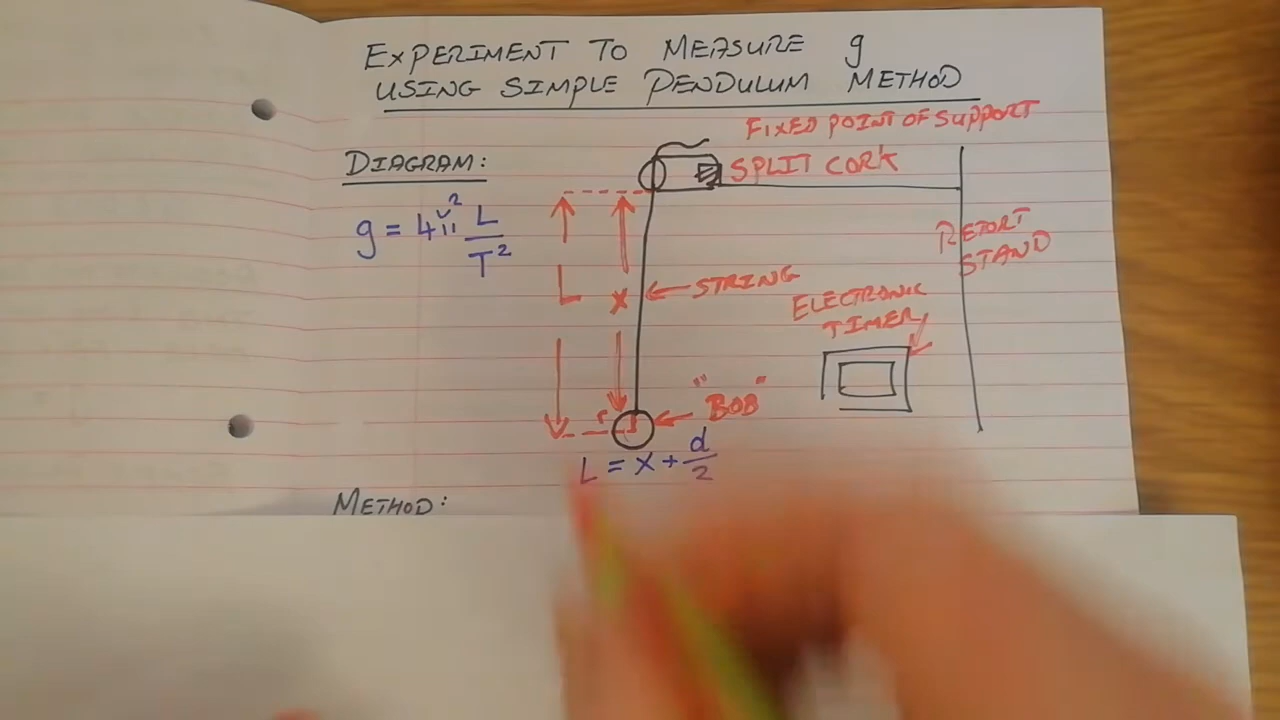 EXPERIMENT TO MEASURE g
USING SIMPLE PENDULUM METHOD
FIXED POINT OF SUPPORT
DIAGRAM:
SPLIT CORK
g = 4π² L
T²
RETORT
STAND
L
x
STRING
ELECTRONIC
TIMER
r
"BOB"
L = x + d
2
METHOD: